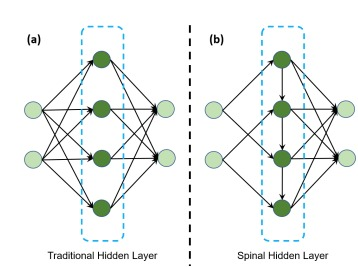 (a)
(b)
Traditional Hidden Layer
Spinal Hidden Layer